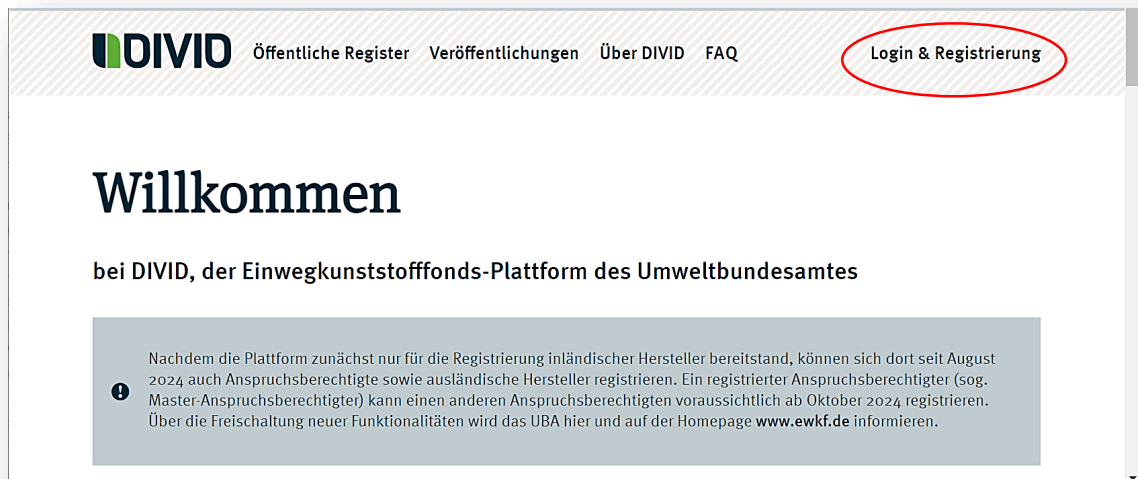 DIVID Öffentliche Register Veröffentlichungen Über DIVID FAQ Login & Registrierung
Willkommen
bei DIVID, der Einwegkunststofffonds-Plattform des Umweltbundesamtes
Nachdem die Plattform zunächst nur für die Registrierung inländischer Hersteller bereitstand, können sich dort seit August
2024 auch Anspruchsberechtigte sowie ausländische Hersteller registrieren. Ein registrierter Anspruchsberechtigter (sog.
Master-Anspruchsberechtigter) kann einen anderen Anspruchsberechtigten voraussichtlich ab Oktober 2024 registrieren.
Über die Freischaltung neuer Funktionalitäten wird das UBA hier und auf der Homepage www.ewkf.de informieren.